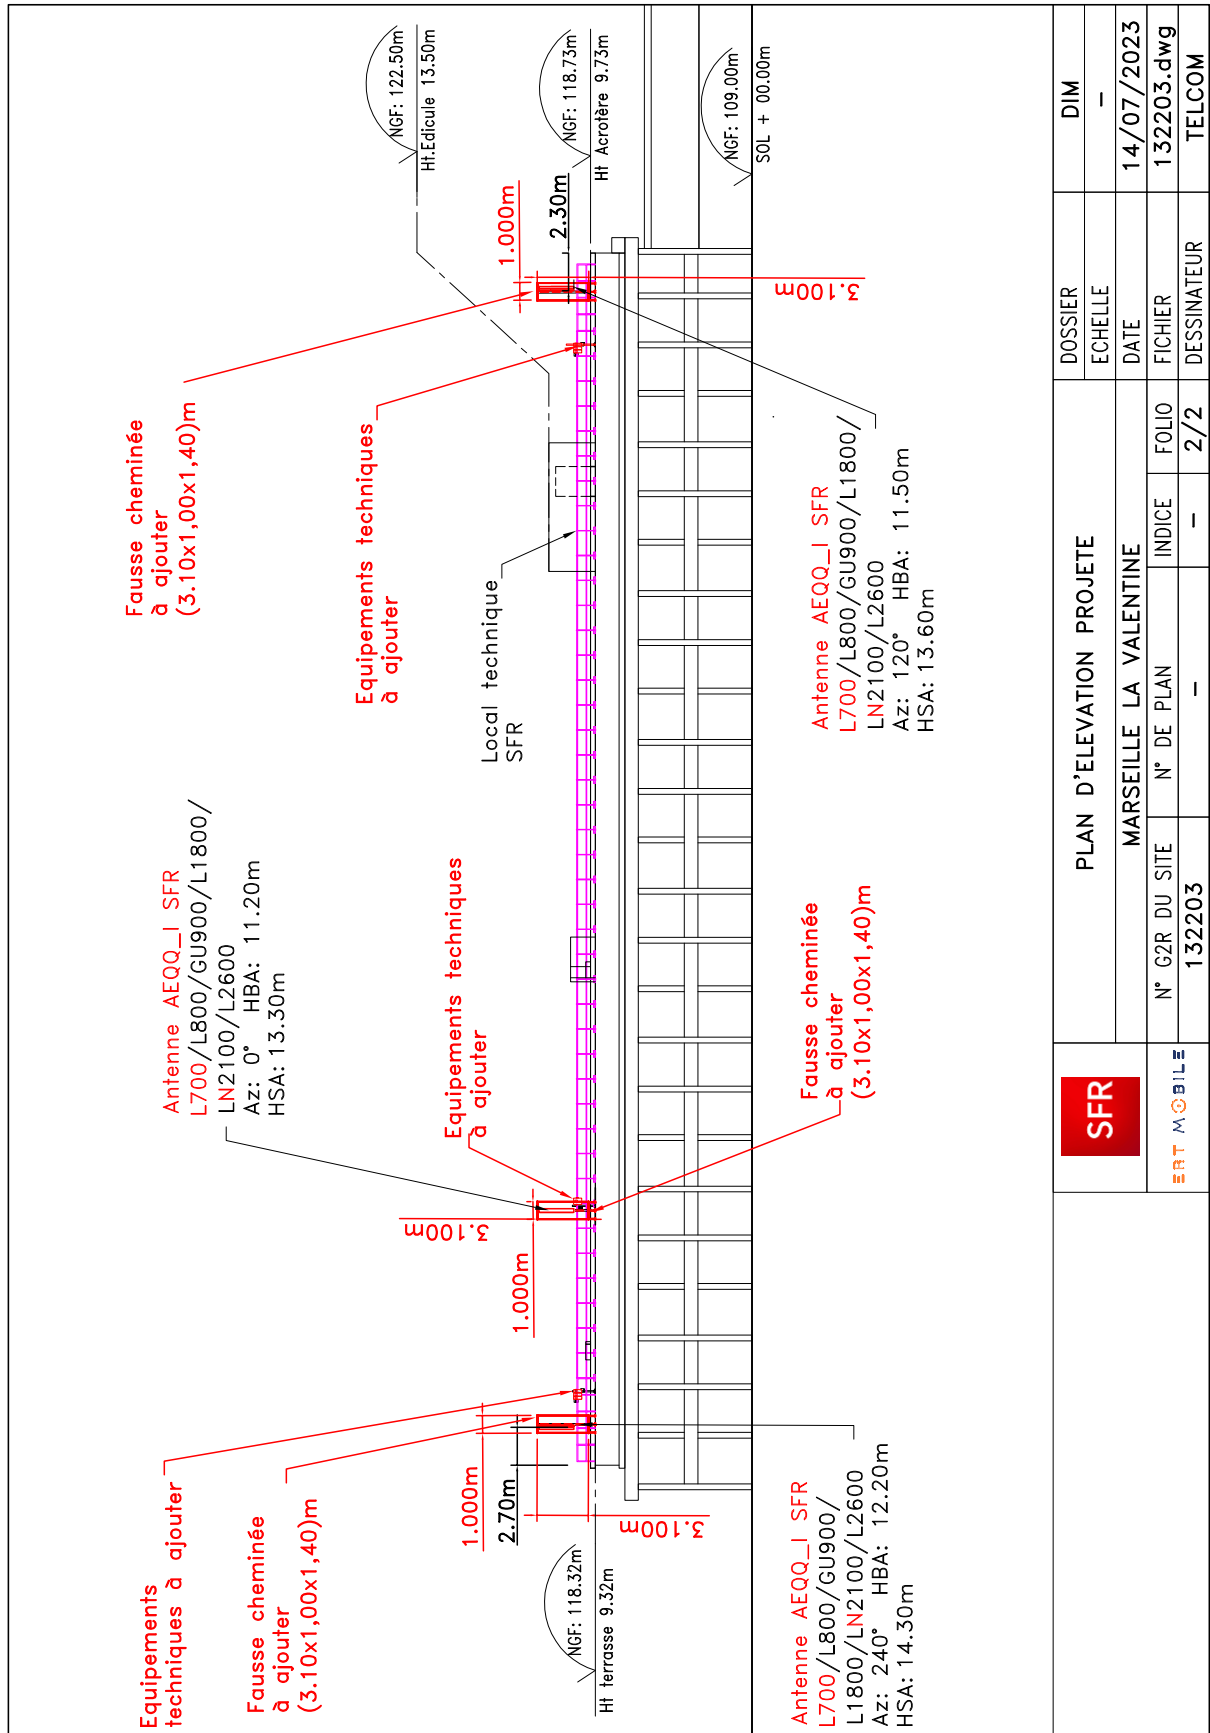 Equipements
techniques à ajouter
Fausse cheminée
à ajouter
(3.10x1,00x1,40)m
1.000m
2.70m
3.100m
NGF: 118.32m
Ht terrasse 9.32m
Antenne AEQQ_I SFR
L700/L800/GU900/
L1800/LN2100/L2600
Az: 240° HBA: 12.20m
HSA: 14.30m
Antenne AEQQ_I SFR
L700/L800/GU900/L1800/
LN2100/L2600
Az: 0° HBA: 11.20m
HSA: 13.30m
3.100m
1.000m
Equipements techniques
à ajouter
Fausse cheminée
à ajouter
(3.10x1,00x1,40)m
Fausse cheminée
à ajouter
(3.10x1,00x1,40)m
Equipements techniques
à ajouter
Local technique
SFR
1.000m
2.30m
3.100m
Antenne AEQQ_I SFR
L700/L800/GU900/L1800/
LN2100/L2600
Az: 120° HBA: 11.50m
HSA: 13.60m
NGF: 122.50m
Ht.Edicule 13.50m
NGF: 118.73m
Ht Acrotère 9.73m
NGF: 109.00m
SOL + 00.00m
SFR
ERT MOBILE
PLAN D'ELEVATION PROJETE
MARSEILLE LA VALENTINE
N° G2R DU SITE
132203
N° DE PLAN
–
INDICE
–
FOLIO
2/2
DOSSIER
DIM
ECHELLE
–
DATE
14/07/2023
FICHIER
132203.dwg
DESSINATEUR
TELCOM